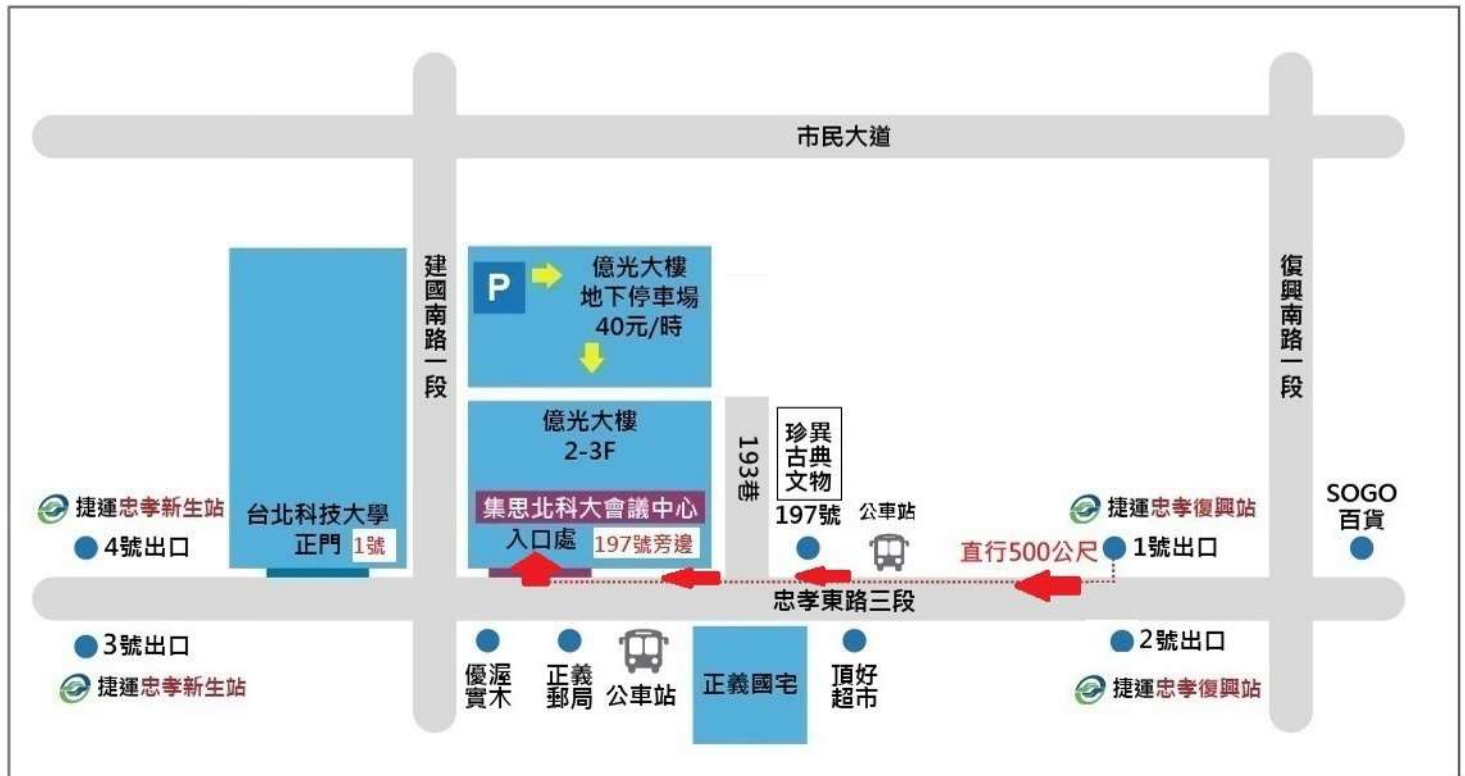 市民大道
建國南路一段
復興南路一段
P
億光大樓
地下停車場
40元/時
億光大樓
2-3F
集思北科大會議中心
入口處
197號旁邊
193巷
珍異
古典
文物
197號
公車站
捷運忠孝新生站
4號出口
台北科技大學
正門 1號
直行500公尺
捷運忠孝復興站
1號出口
SOGO
百貨
忠孝東路三段
3號出口
捷運忠孝新生站
優渥
實木
正義
郵局
公車站
正義國宅
頂好
超市
2號出口
捷運忠孝復興站